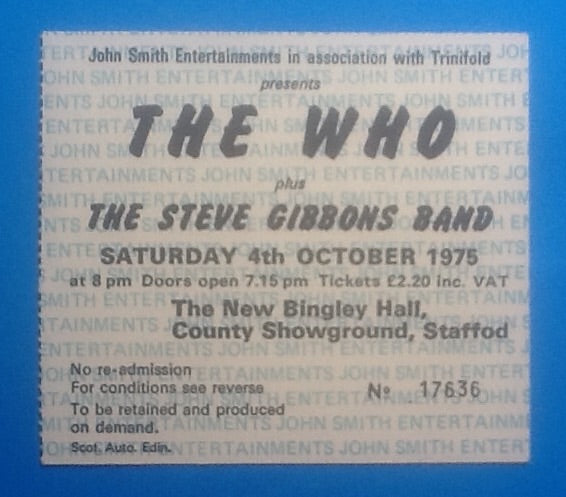 John Smith Entertainments in association with Trinifold
presents
THE WHO
plus
THE STEVE GIBBONS BAND
SATURDAY 4th OCTOBER 1975
at 8 pm Doors open 7.15 pm Tickets £2.20 inc. VAT
The New Bingley Hall,
County Showground, Staffod
No re-admission
For conditions see reverse
No 17636
To be retained and produced
on demand.
Scot. Auto. Edin.